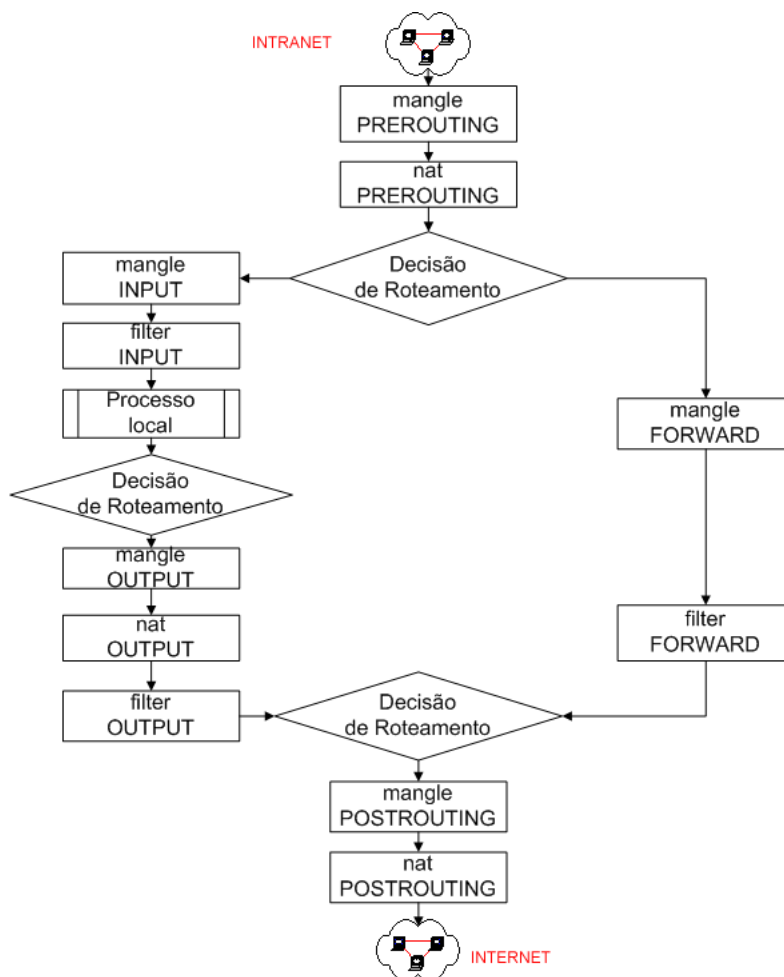 INTRANET
mangle
PREROUTING
nat
PREROUTING
Decisão
de Roteamento
mangle
INPUT
filter
INPUT
Processo
local
mangle
FORWARD
Decisão
de Roteamento
mangle
OUTPUT
nat
OUTPUT
filter
FORWARD
filter
OUTPUT
Decisão
de Roteamento
mangle
POSTROUTING
nat
POSTROUTING
INTERNET